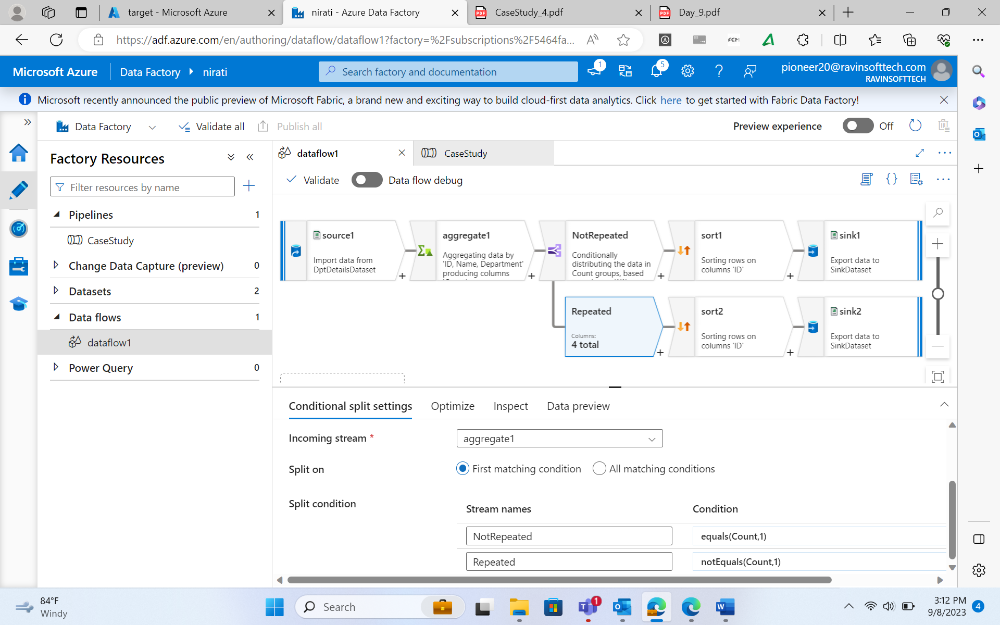 target - Microsoft Azure
nirati - Azure Data Factory
CaseStudy_4.pdf
Day_9.pdf
https://adf.azure.com/en/authoring/dataflow/dataflow1?factory=%2Fsubscriptions%2F5464fa...
Microsoft Azure
Data Factory
nirati
Search factory and documentation
1
5
pioneer20@ravinsofttech.com
RAVINSOFTTECH
Microsoft recently announced the public preview of Microsoft Fabric, a brand new and exciting way to build cloud-first data analytics. Click here to get started with Fabric Data Factory!
Data Factory
Validate all
Publish all
Preview experience
Off
Factory Resources
Filter resources by name
Pipelines 1
CaseStudy
Change Data Capture (preview) 0
Datasets 2
Data flows 1
dataflow1
Power Query 0
dataflow1
CaseStudy
Validate
Data flow debug
source1
Import data from
DptDetailsDataset
aggregate1
Aggregating data by
'ID, Name, Department'
producing columns
NotRepeated
Conditionally
distributing the data in
Count groups, based
sort1
Sorting rows on
columns 'ID'
sink1
Export data to
SinkDataset
Repeated
Columns:
4 total
sort2
Sorting rows on
columns 'ID'
sink2
Export data to
SinkDataset
Conditional split settings
Optimize
Inspect
Data preview
Incoming stream *
aggregate1
Split on
First matching condition
All matching conditions
Split condition
Stream names
Condition
NotRepeated
equals(Count,1)
Repeated
notEquals(Count,1)
84°F
Windy
Search
1
3:12 PM
9/8/2023
4